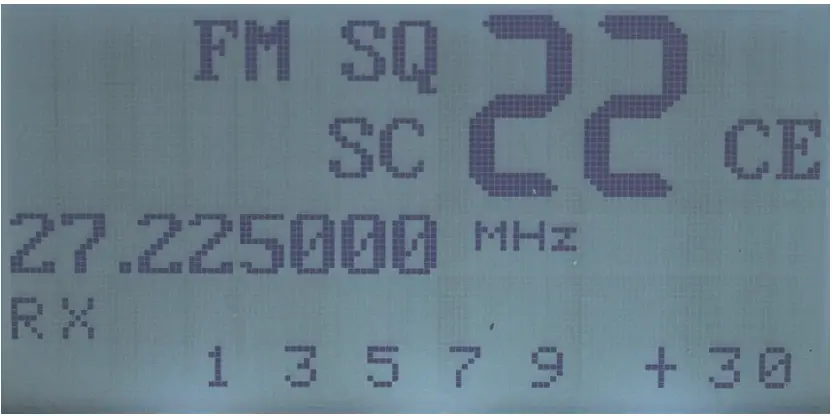 FM SQ 22
SC CE
27.225000 MHz
RX
1 3 5 7 9 +30